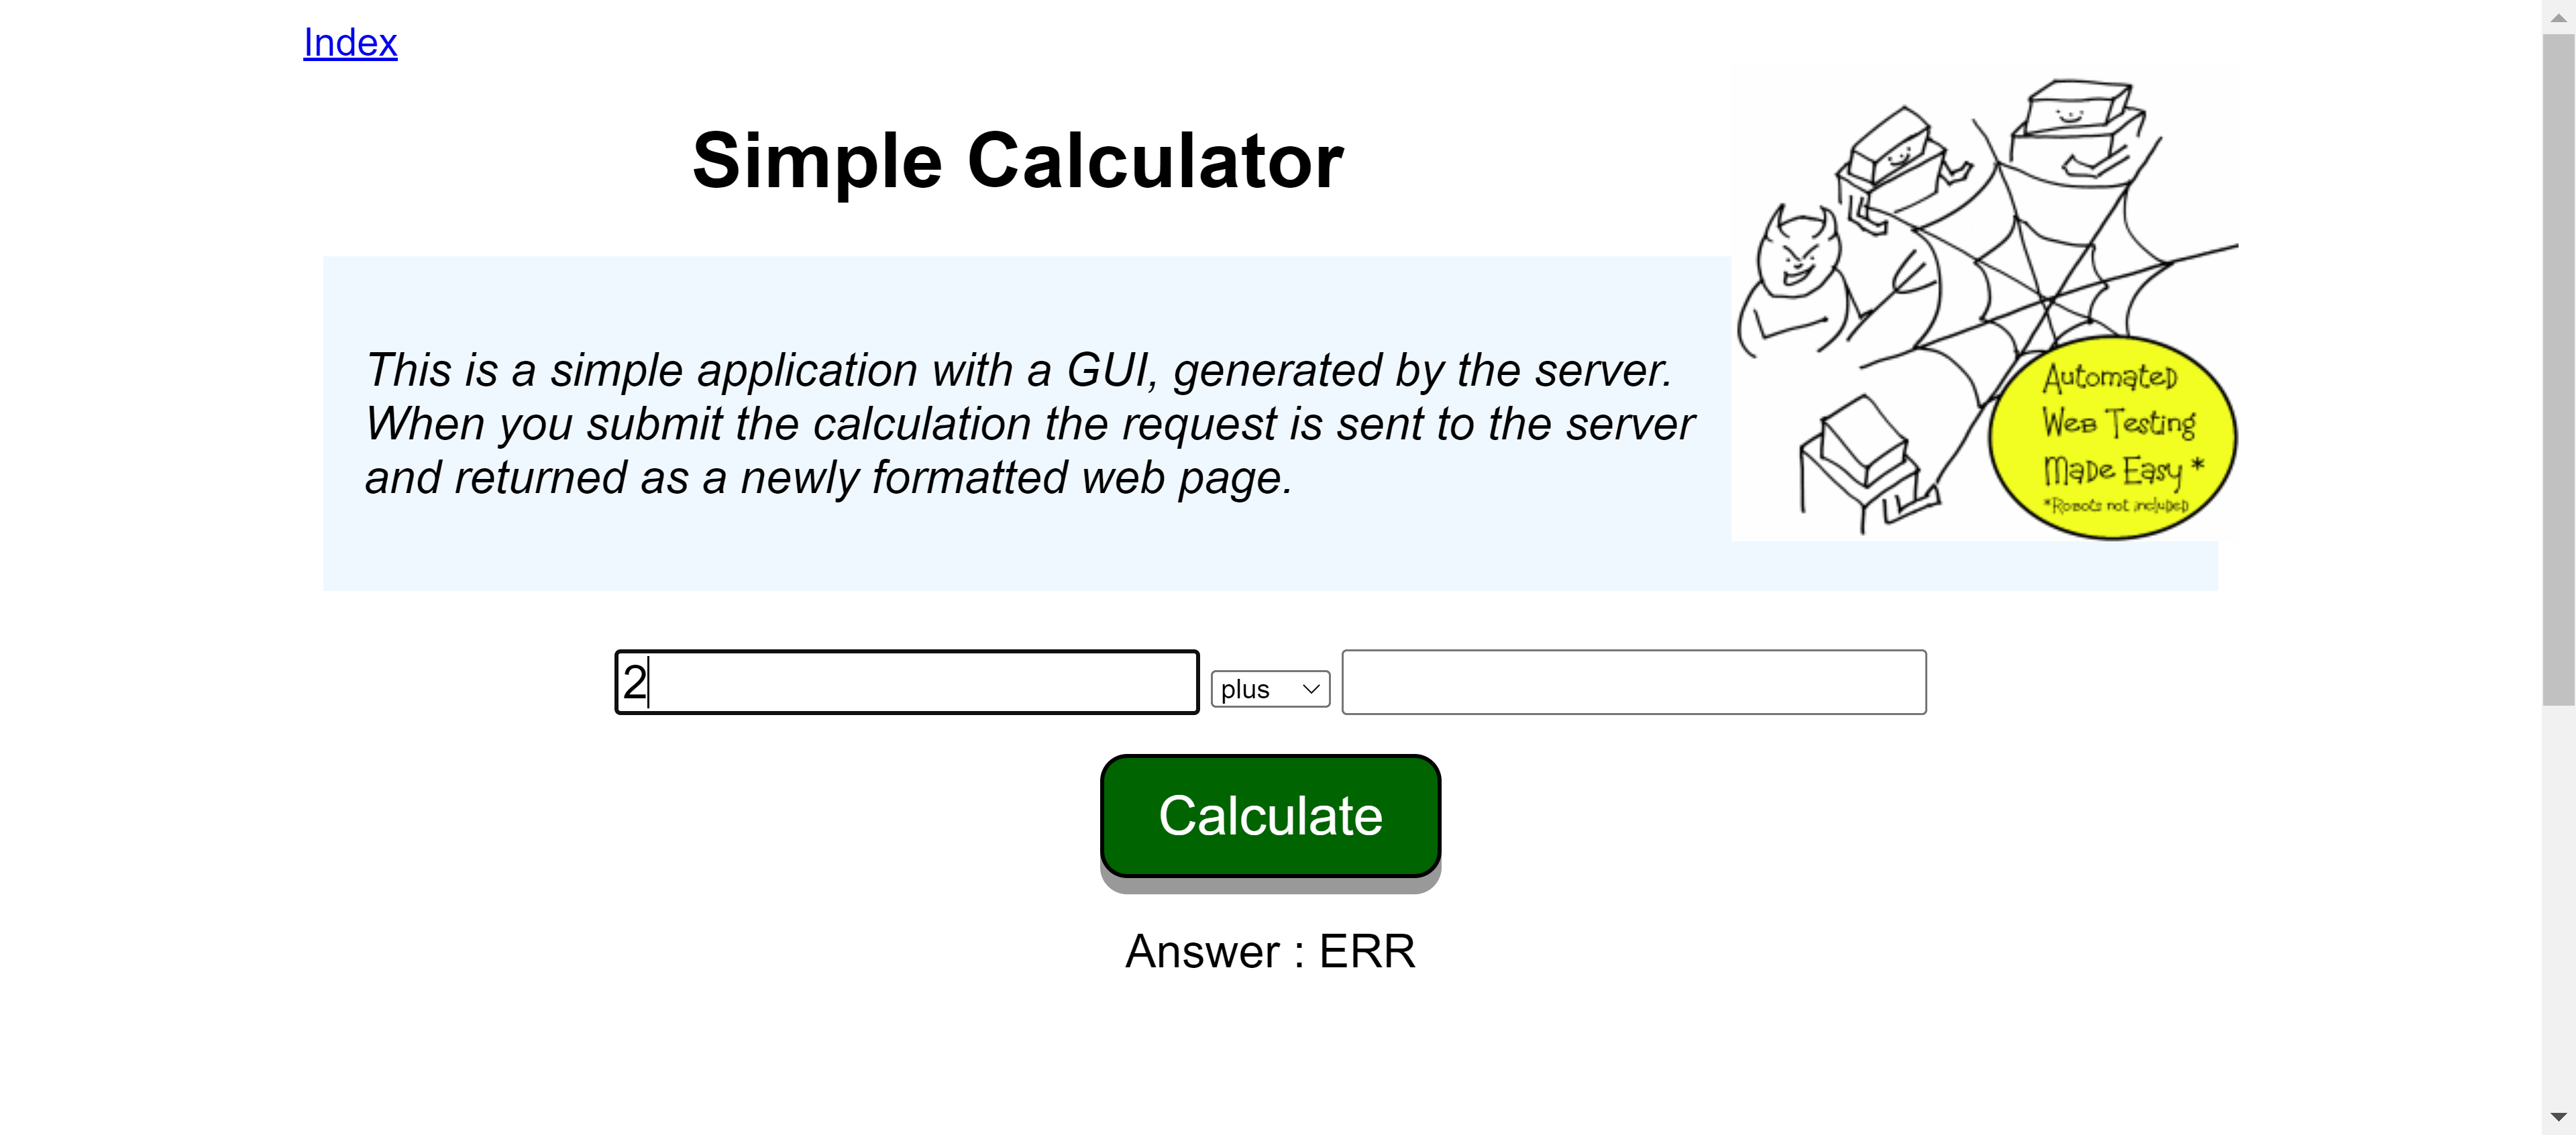 Index
Simple Calculator
This is a simple application with a GUI, generated by the server.
When you submit the calculation the request is sent to the server
and returned as a newly formatted web page.
Automated
Web Testing
Made Easy *
*Robots not included
2 plus
Calculate
Answer : ERR